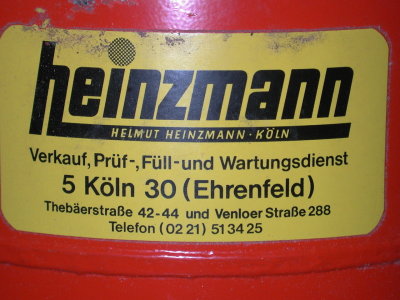 heinzmann
HELMUT HEINZMANN · KÖLN
Verkauf, Prüf-, Füll- und Wartungsdienst
5 Köln 30 (Ehrenfeld)
Thebäerstraße 42-44 und Venloer Straße 288
Telefon (02 21) 51 34 25